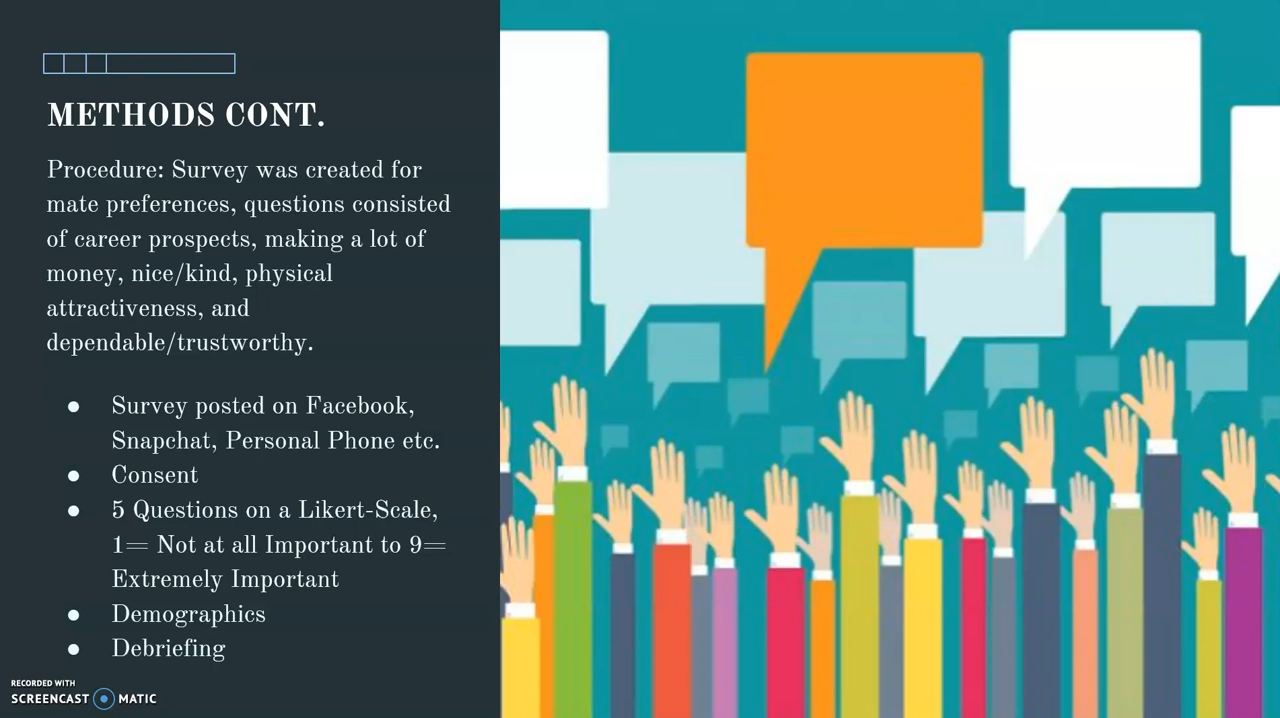 METHODS CONT.
Procedure: Survey was created for
mate preferences, questions consisted
of career prospects, making a lot of
money, nice/kind, physical
attractiveness, and
dependable/trustworthy.
● Survey posted on Facebook,
Snapchat, Personal Phone etc.
● Consent
● 5 Questions on a Likert-Scale,
1= Not at all Important to 9=
Extremely Important
● Demographics
● Debriefing
RECORDED WITH
SCREENCAST MATIC